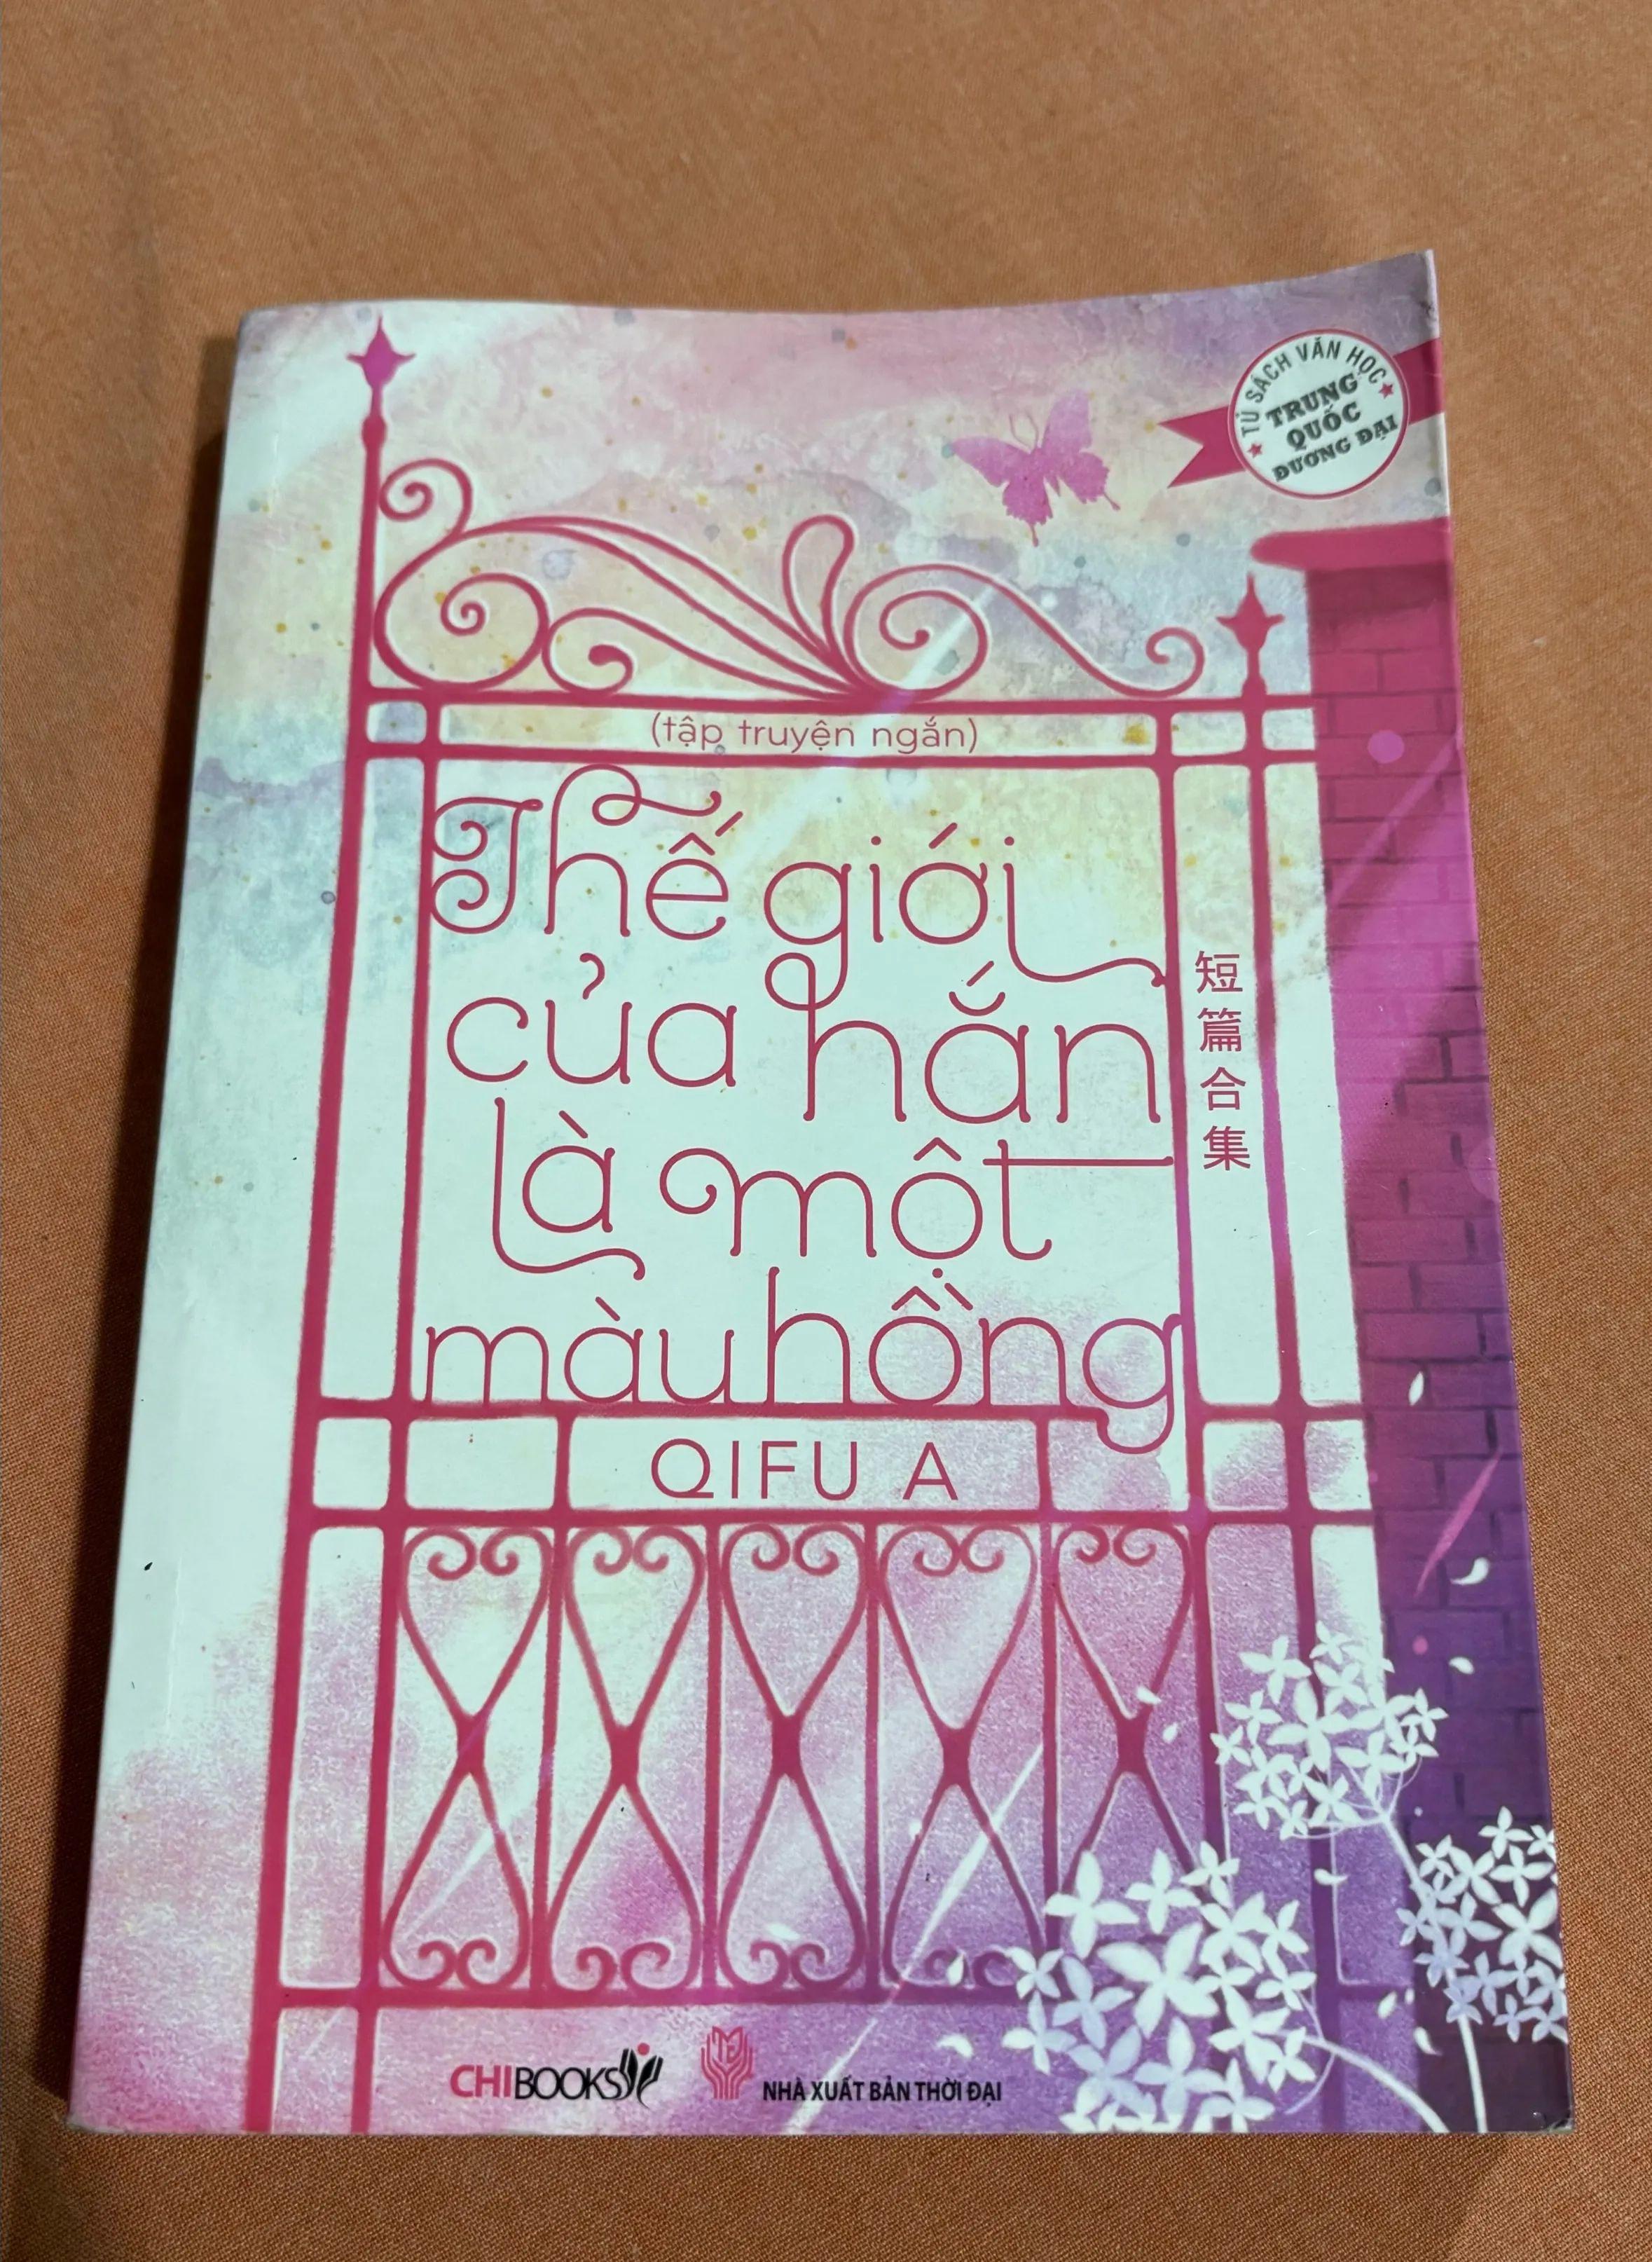 TỦ SÁCH VĂN HỌC
TRUNG
QUỐC
ĐƯƠNG ĐẠI
(tập truyện ngắn)
Thế giới
của hắn
là một
màu hồng
短篇合集
QIFU A
CHIBOOKS
NHÀ XUẤT BẢN THỜI ĐẠI